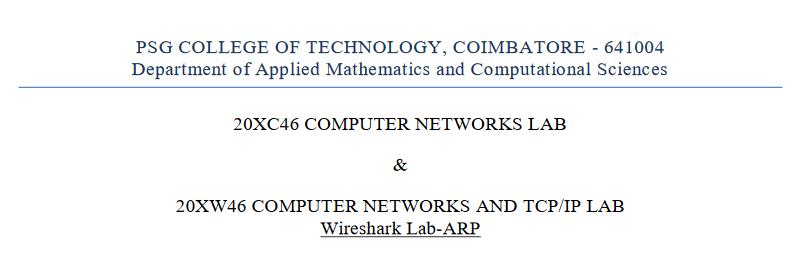 PSG COLLEGE OF TECHNOLOGY, COIMBATORE - 641004
Department of Applied Mathematics and Computational Sciences
20XC46 COMPUTER NETWORKS LAB
&
20XW46 COMPUTER NETWORKS AND TCP/IP LAB
Wireshark Lab-ARP